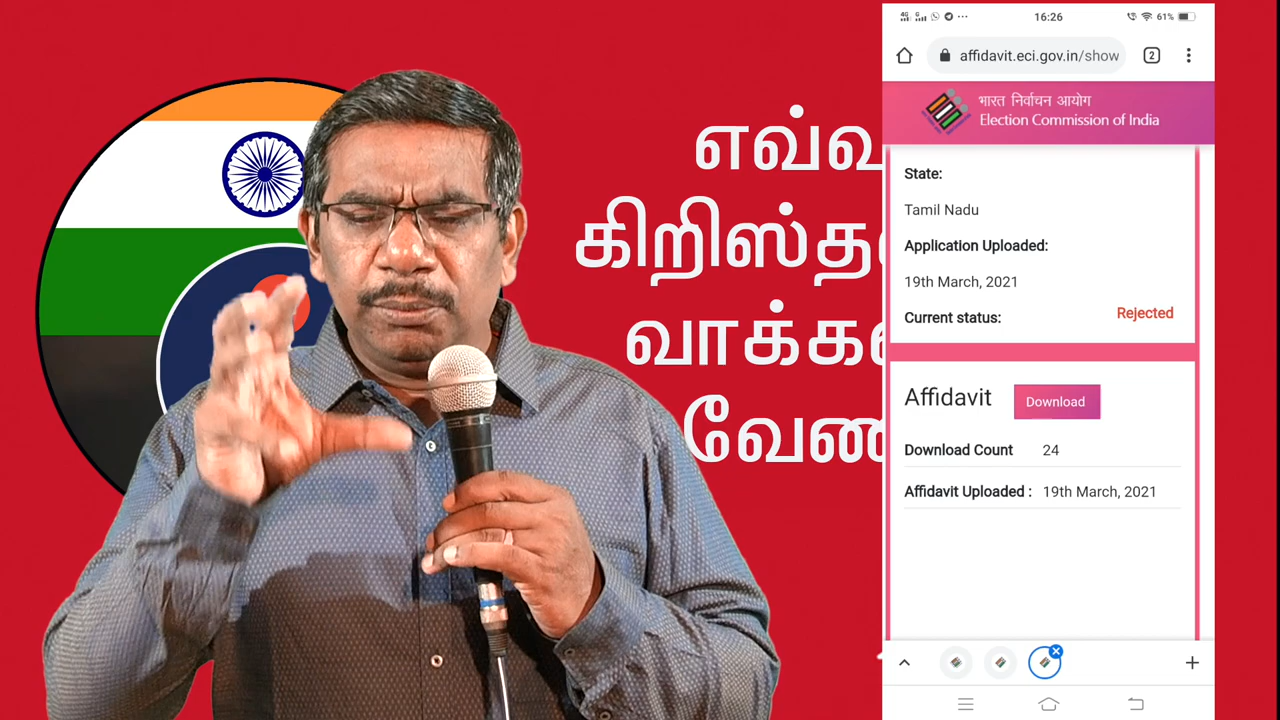 எவ்வ
கிறிஸ்த
வாக்க
வேண
4G
G
16:26
61%
affidavit.eci.gov.in/show
2
भारत निर्वाचन आयोग
Election Commission of India
State:
Tamil Nadu
Application Uploaded:
19th March, 2021
Current status:
Rejected
Affidavit
Download
Download Count 24
Affidavit Uploaded : 19th March, 2021